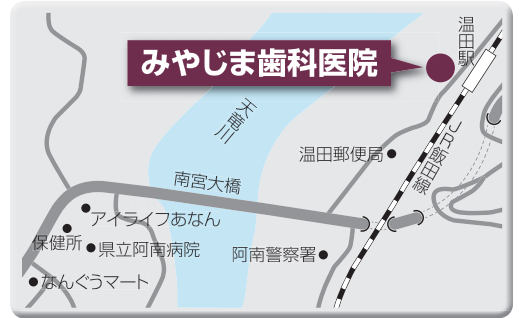 温田駅
みやじま歯科医院
天竜川
JR飯田線
温田郵便局
南宮大橋
アイライフあなん
保健所
県立阿南病院
阿南警察署
なんぐうマート